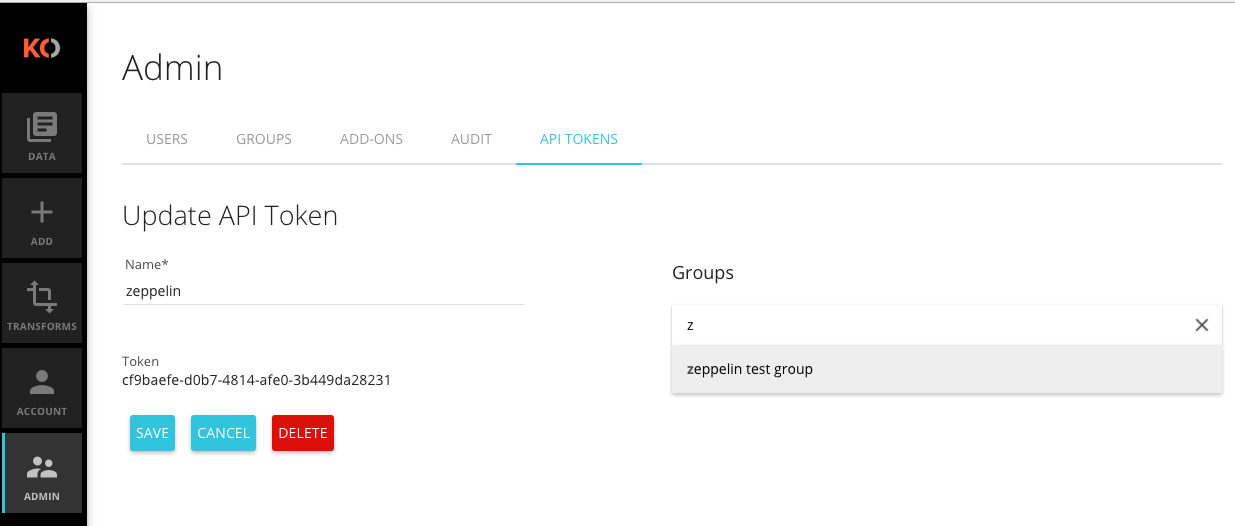 KO
DATA
ADD
TRANSFORMS
ACCOUNT
ADMIN
Admin
USERS GROUPS ADD-ONS AUDIT API TOKENS
Update API Token
Name*
zeppelin
Token
cf9baefe-d0b7-4814-afe0-3b449da28231
SAVE CANCEL DELETE
Groups
z
zeppelin test group